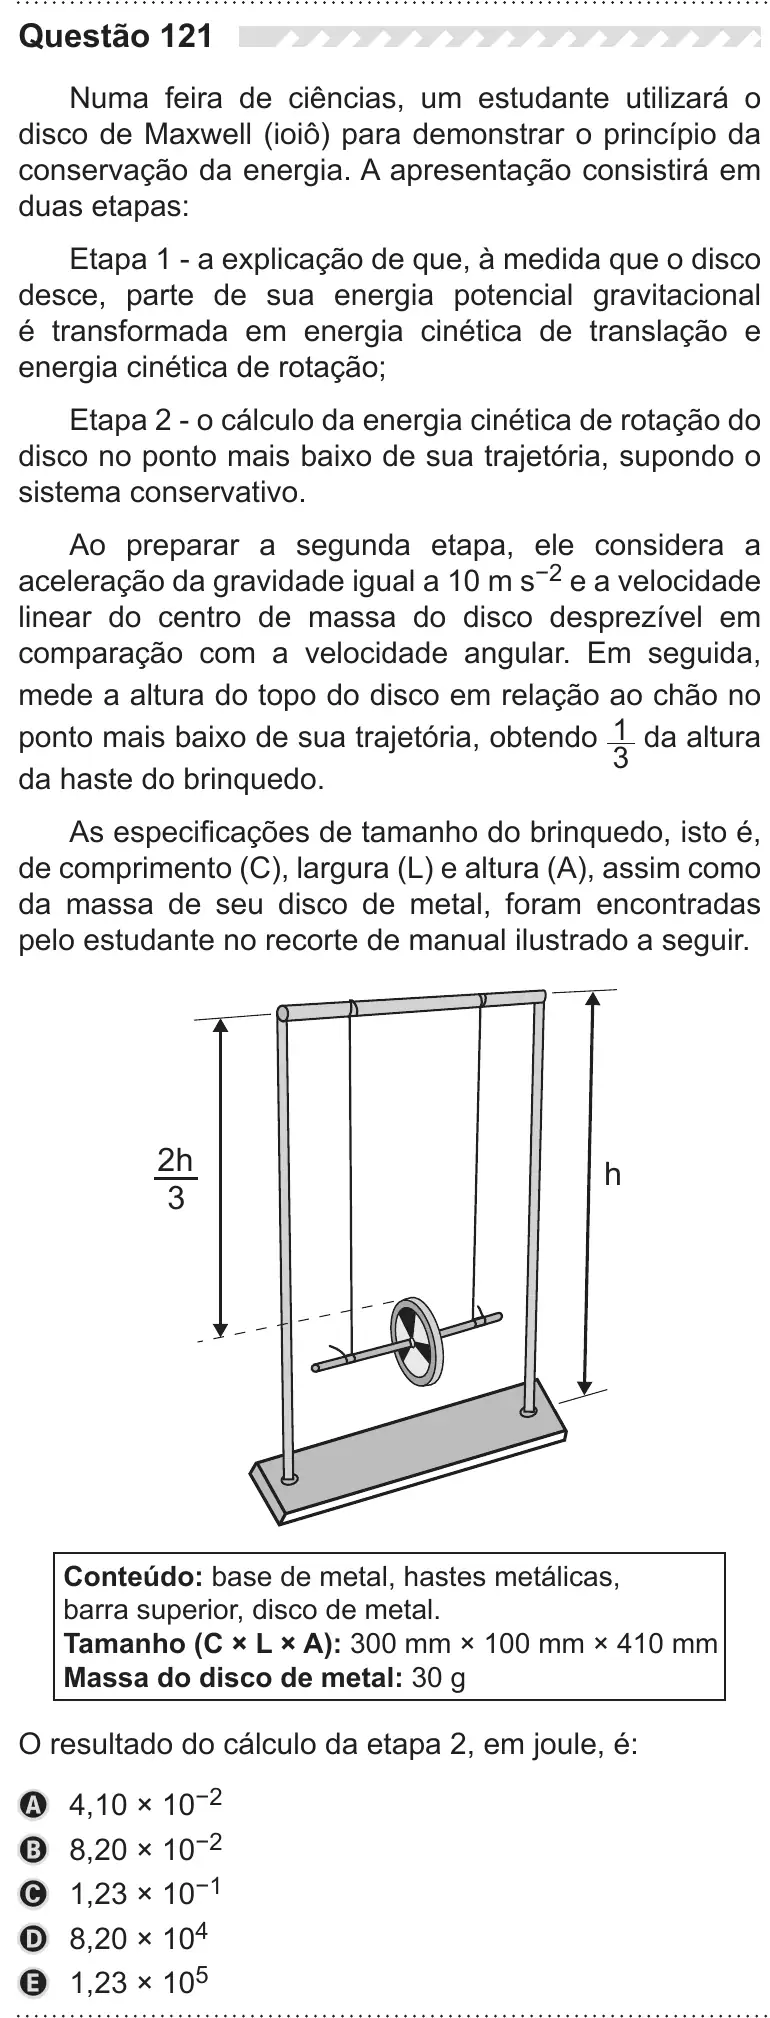 Questão 121
Numa feira de ciências, um estudante utilizará o
disco de Maxwell (ioiô) para demonstrar o princípio da
conservação da energia. A apresentação consistirá em
duas etapas:
Etapa 1 - a explicação de que, à medida que o disco
desce, parte de sua energia potencial gravitacional
é transformada em energia cinética de translação e
energia cinética de rotação;
Etapa 2 - o cálculo da energia cinética de rotação do
disco no ponto mais baixo de sua trajetória, supondo o
sistema conservativo.
Ao preparar a segunda etapa, ele considera a
aceleração da gravidade igual a 10 m s⁻² e a velocidade
linear do centro de massa do disco desprezível em
comparação com a velocidade angular. Em seguida,
mede a altura do topo do disco em relação ao chão no
ponto mais baixo de sua trajetória, obtendo 1/3 da altura
da haste do brinquedo.
As especificações de tamanho do brinquedo, isto é,
de comprimento (C), largura (L) e altura (A), assim como
da massa de seu disco de metal, foram encontradas
pelo estudante no recorte de manual ilustrado a seguir.
2h/3
h
Conteúdo: base de metal, hastes metálicas,
barra superior, disco de metal.
Tamanho (C × L × A): 300 mm × 100 mm × 410 mm
Massa do disco de metal: 30 g
O resultado do cálculo da etapa 2, em joule, é:
A 4,10 × 10⁻²
B 8,20 × 10⁻²
C 1,23 × 10⁻¹
D 8,20 × 10⁴
E 1,23 × 10⁵